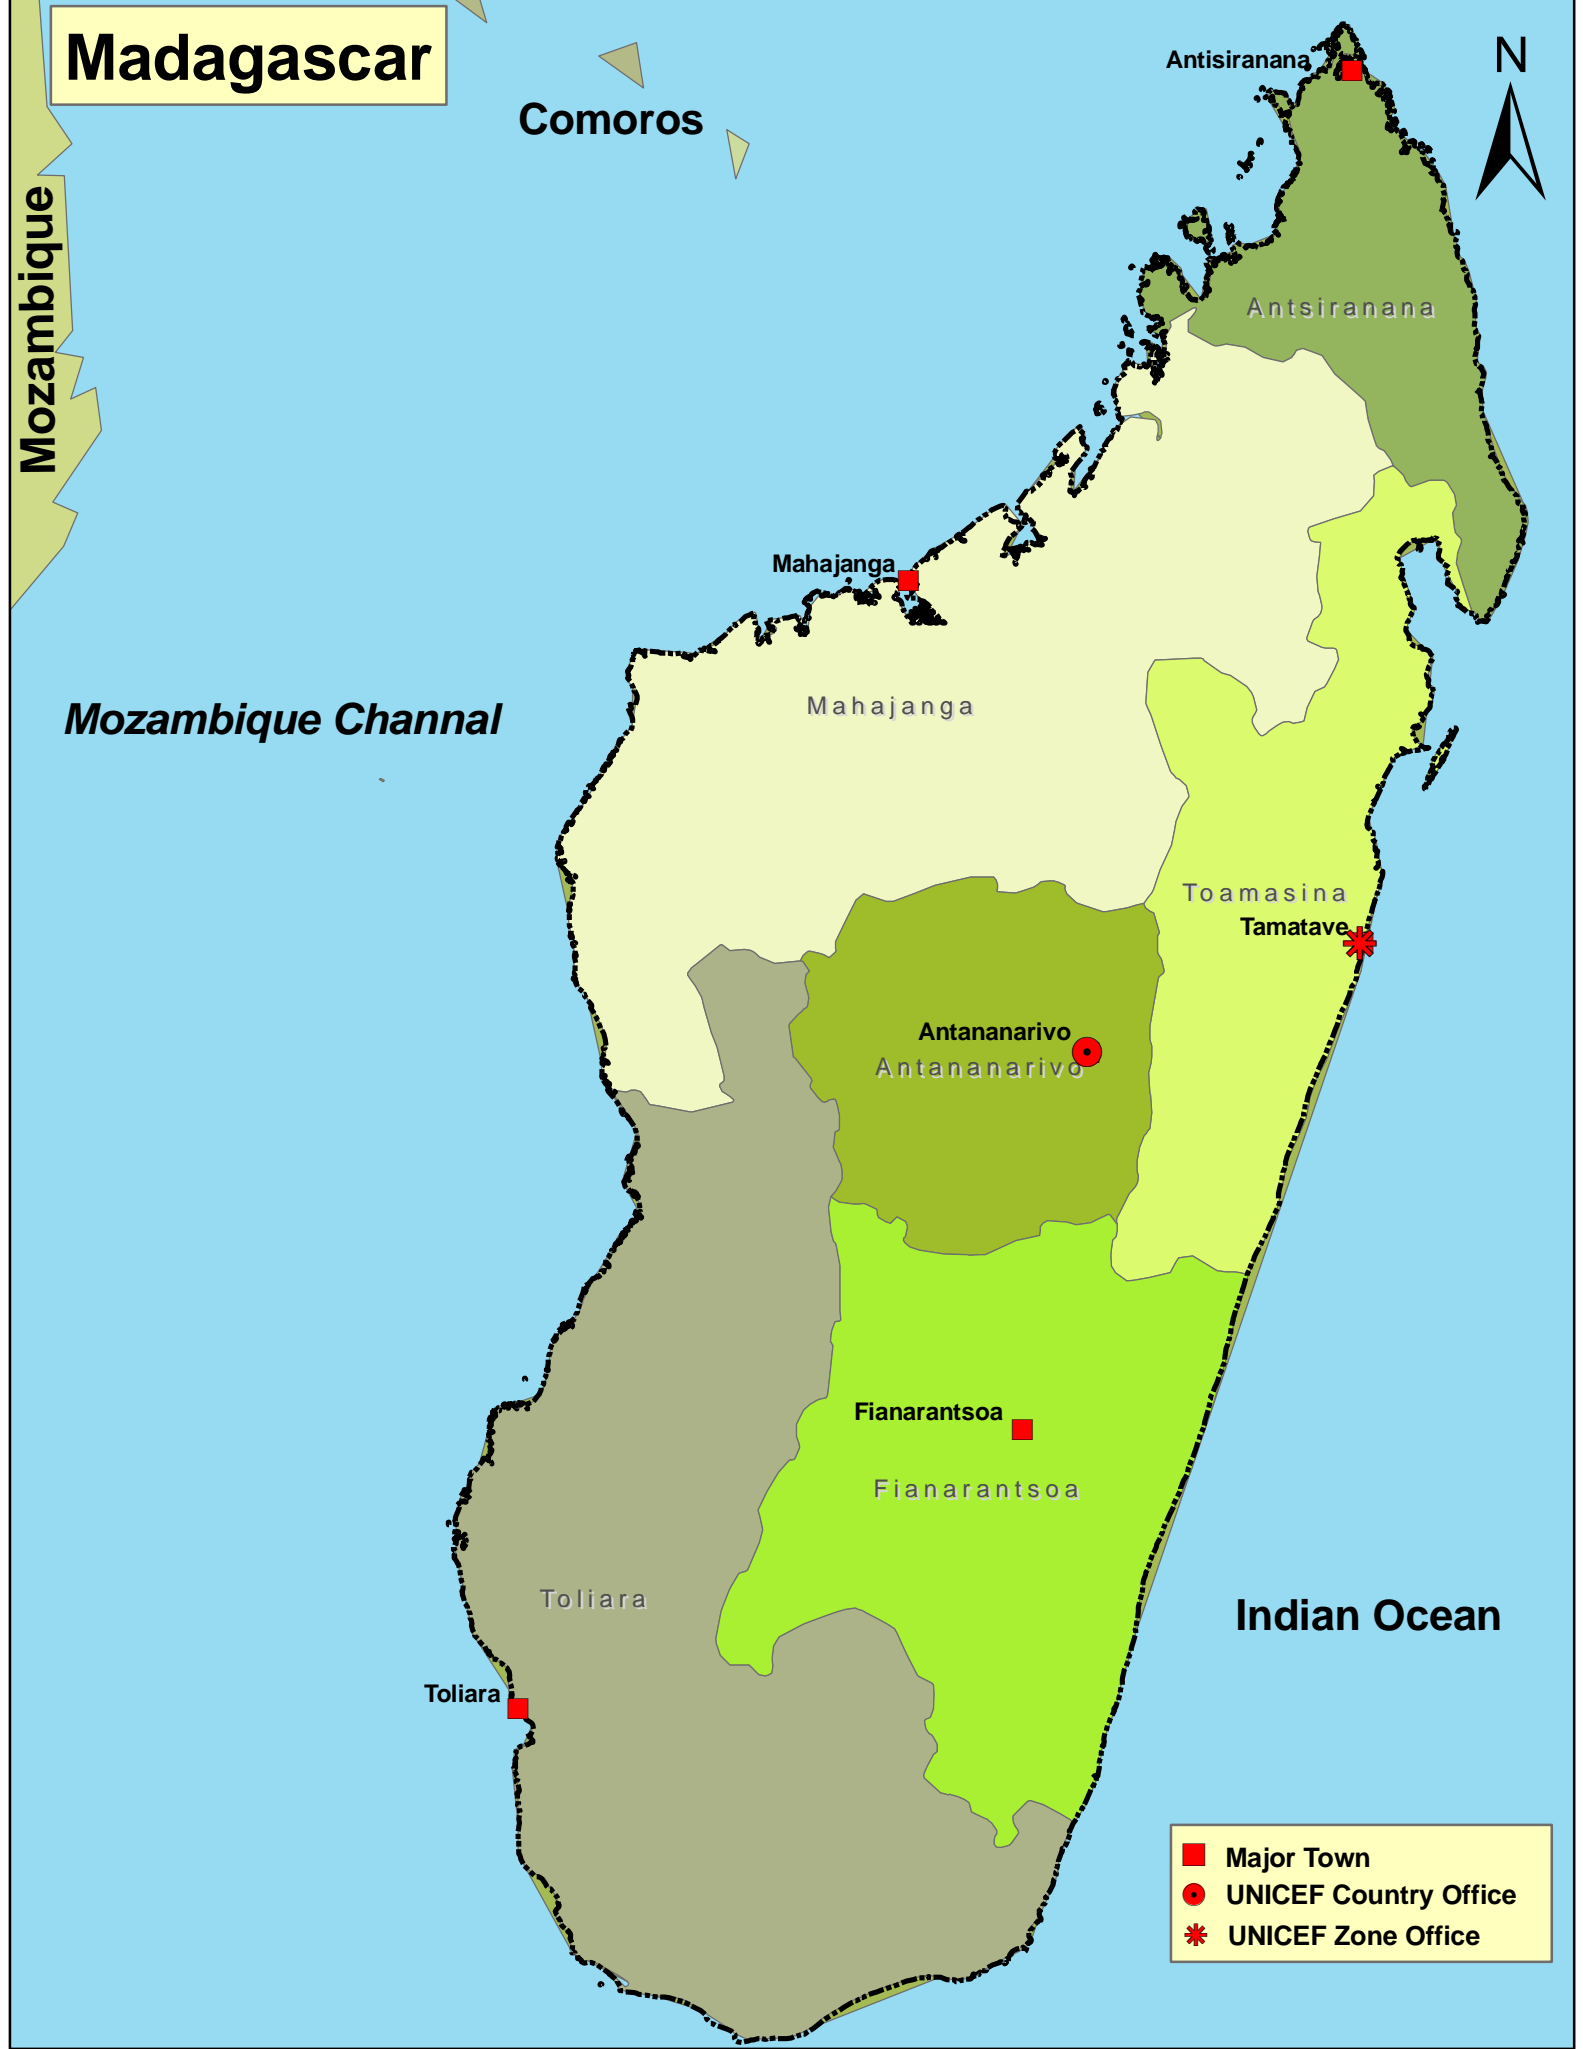 Madagascar
Comoros
Antisiranana
N
Mozambique
Antsiranana
Mahajanga
Mozambique Channal
Mahajanga
Toamasina
Tamatave
Antananarivo
Antananarivo
Fianarantsoa
Fianarantsoa
Toliara
Indian Ocean
Toliara
Major Town
UNICEF Country Office
UNICEF Zone Office